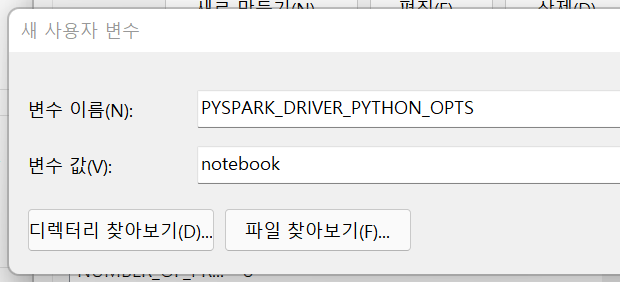 새로 만들기(N)... 편집(E)... 삭제(D)
새 사용자 변수
변수 이름(N): PYSPARK_DRIVER_PYTHON_OPTS
변수 값(V): notebook
디렉터리 찾아보기(D)... 파일 찾아보기(F)...